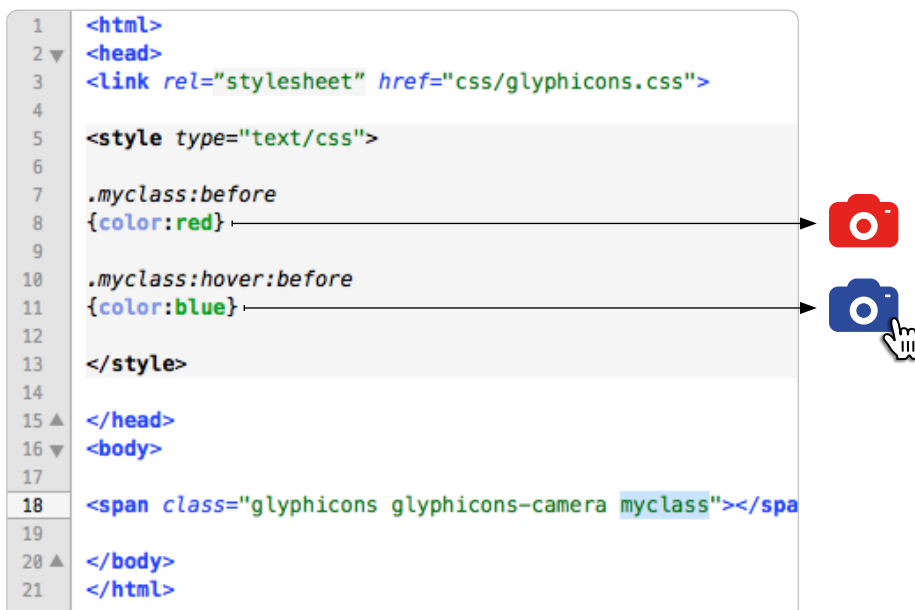 1 <html>
2 <head>
3 <link rel=”stylesheet” href="css/glyphicons.css">
4
5 <style type="text/css">
6
7 .myclass:before
8 {color:red}
9
10 .myclass:hover:before
11 {color:blue}
12
13 </style>
14
15 </head>
16 <body>
17
18 <span class="glyphicons glyphicons-camera myclass"></spa
19
20 </body>
21 </html>